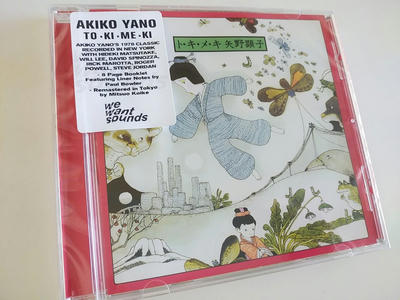 AKIKO YANO
TO·KI·ME·KI
AKIKO YANO'S 1978 CLASSIC
RECORDED IN NEW YORK
WITH HIDEKI MATSUTAKE,
WILL LEE, DAVID SPINOZZA,
RICK MAROTTA, ROGER
POWELL, STEVE JORDAN
- 8 Page Booklet
Featuring Liner Notes by
Paul Bowler
- Remastered in Tokyo
by Mitsuo Koike
we
want
sounds
ト・キ・メ・キ 矢野顕子